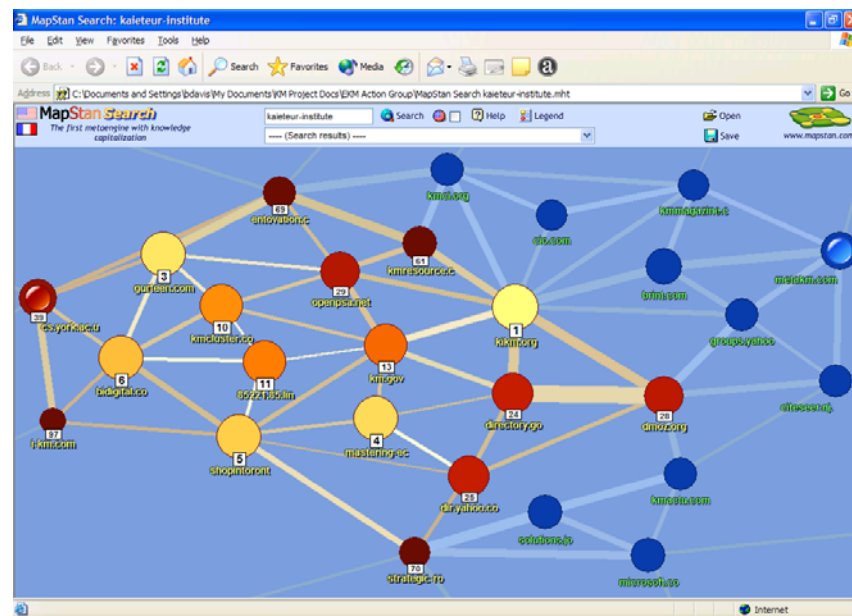 MapStan Search: kaieteur-institute
File Edit View Favorites Tools Help
Back Search Favorites Media
Address C:\Documents and Settings\bdavis\My Documents\KM Project Docs\EKM Action Group\MapStan Search kaieteur-institute.mht Go
MapStan Search
The first metaengine with knowledge
capitalization
kaieteur-institute Search Help Legend
---- (Search results) ----
Open
Save
www.mapstan.com
kmci.org
kmmagazine.c
69
entovation.c
cio.com
61
kmresource.c
3
gurteen.com
29
openpsa.net
brint.com
metakm.com
39
cs.york.ac.u
10
kmcluster.co
1
kikm.org
groups.yahoo
13
km.gov
6
bidigital.co
11
85221.85.lin
24
directory.go
28
dmoz.org
citeseer.nj.
97
4
mastering-ec
5
shopintoront
25
dir.yahoo.co
solutions.jo
70
strategic-ro
microsoft.co
Internet